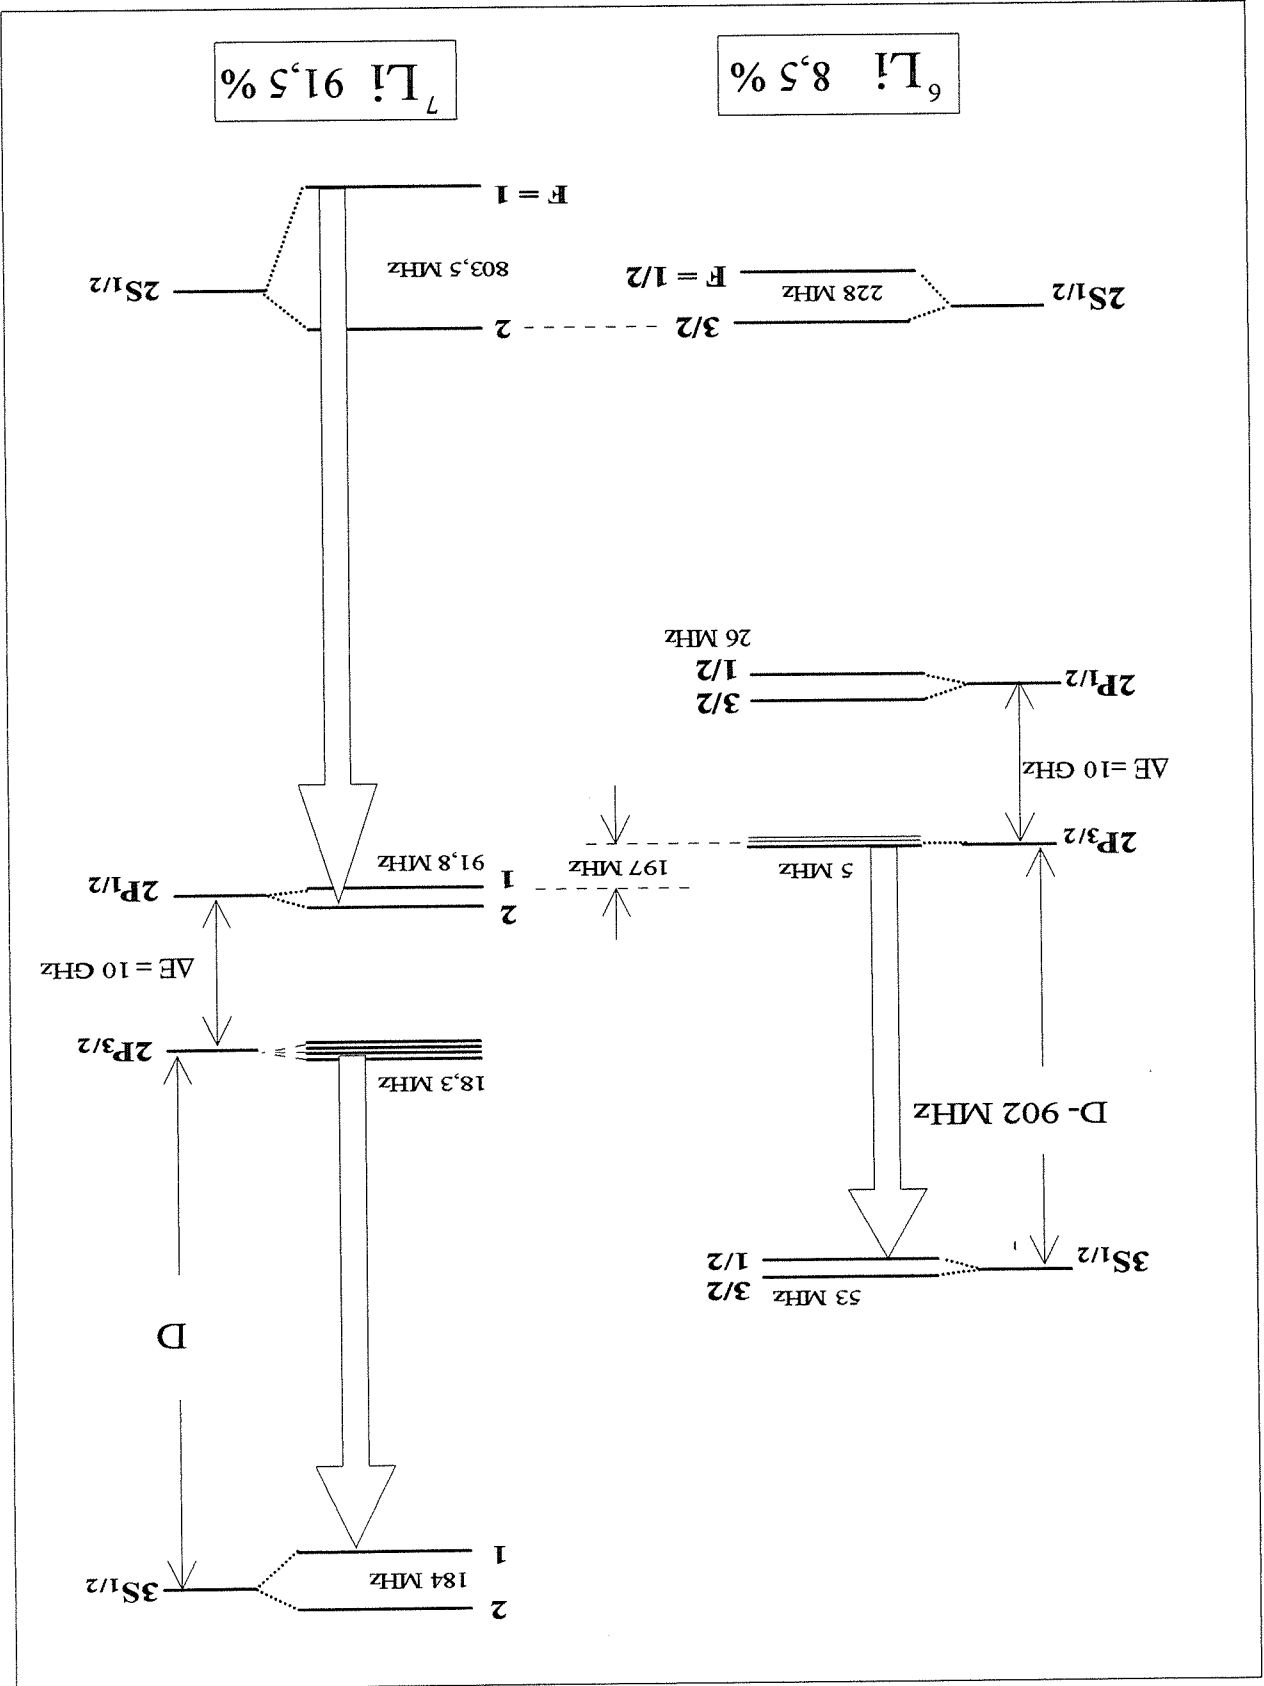 2
3S1/2 184 MHz
1
D
53 MHz 3/2
3S1/2 1/2
D- 902 MHz
18,3 MHz
2P3/2
ΔE = 10 GHz
2
1 2P1/2
5 MHz 197 MHz 91,8 MHz
2P3/2
ΔE =10 GHz
3/2
2P1/2
1/2
26 MHz
3/2 2
2S1/2 228 MHz 2S1/2
F = 1/2 803,5 MHz
F = 1
⁶Li 8,5 % ⁷Li 91,5 %